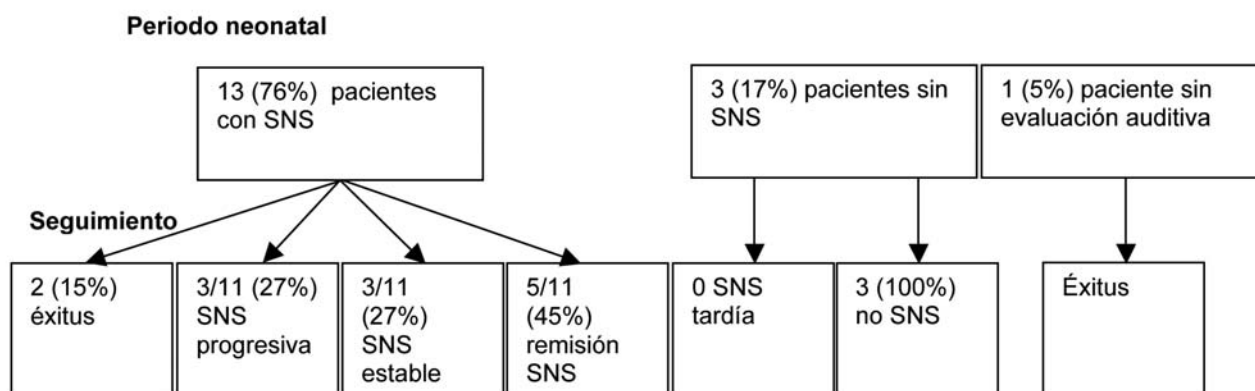 Periodo neonatal
13 (76%) pacientes
con SNS
3 (17%) pacientes sin
SNS
1 (5%) paciente sin
evaluación auditiva
Seguimiento
2 (15%)
éxitus
3/11 (27%)
SNS
progresiva
3/11
(27%)
SNS
estable
5/11
(45%)
remisión
SNS
0 SNS
tardía
3 (100%)
no SNS
Éxitus